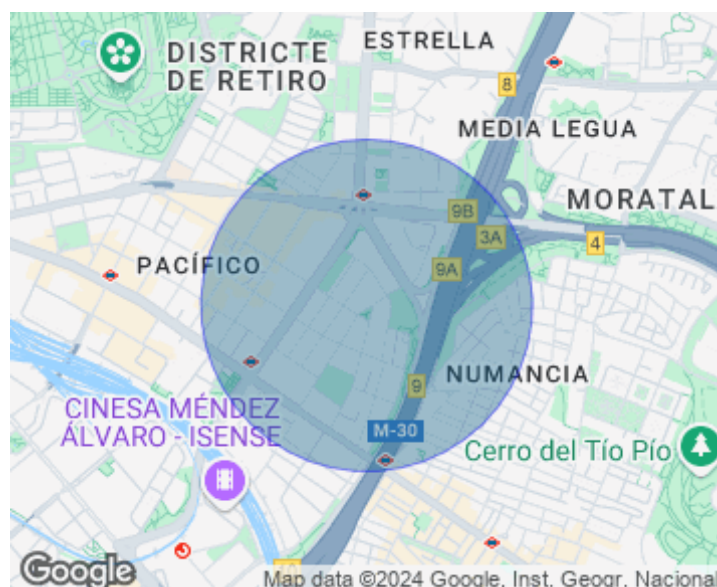 ESTRELLA
DISTRICTE
DE RETIRO
8
MEDIA LEGUA
MORATAL
9B
3A
4
PACÍFICO
9A
9
NUMANCIA
CINESA MÉNDEZ
ÁLVARO - ISENSE
M-30
Cerro del Tío Pío
Google
Map data ©2024 Google, Inst. Geogr. Nacional